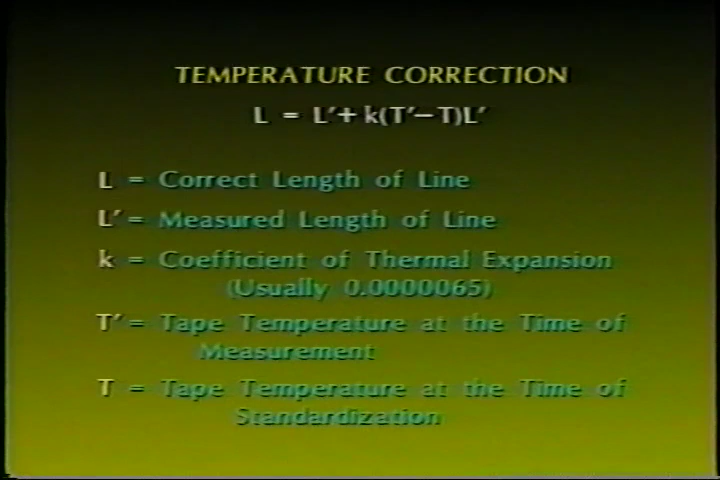 TEMPERATURE CORRECTION
L = L'+ k(T'−T)L'
L = Correct Length of Line
L' = Measured Length of Line
k = Coefficient of Thermal Expansion
(Usually 0.0000065)
T' = Tape Temperature at the Time of
Measurement
T = Tape Temperature at the Time of
Standardization